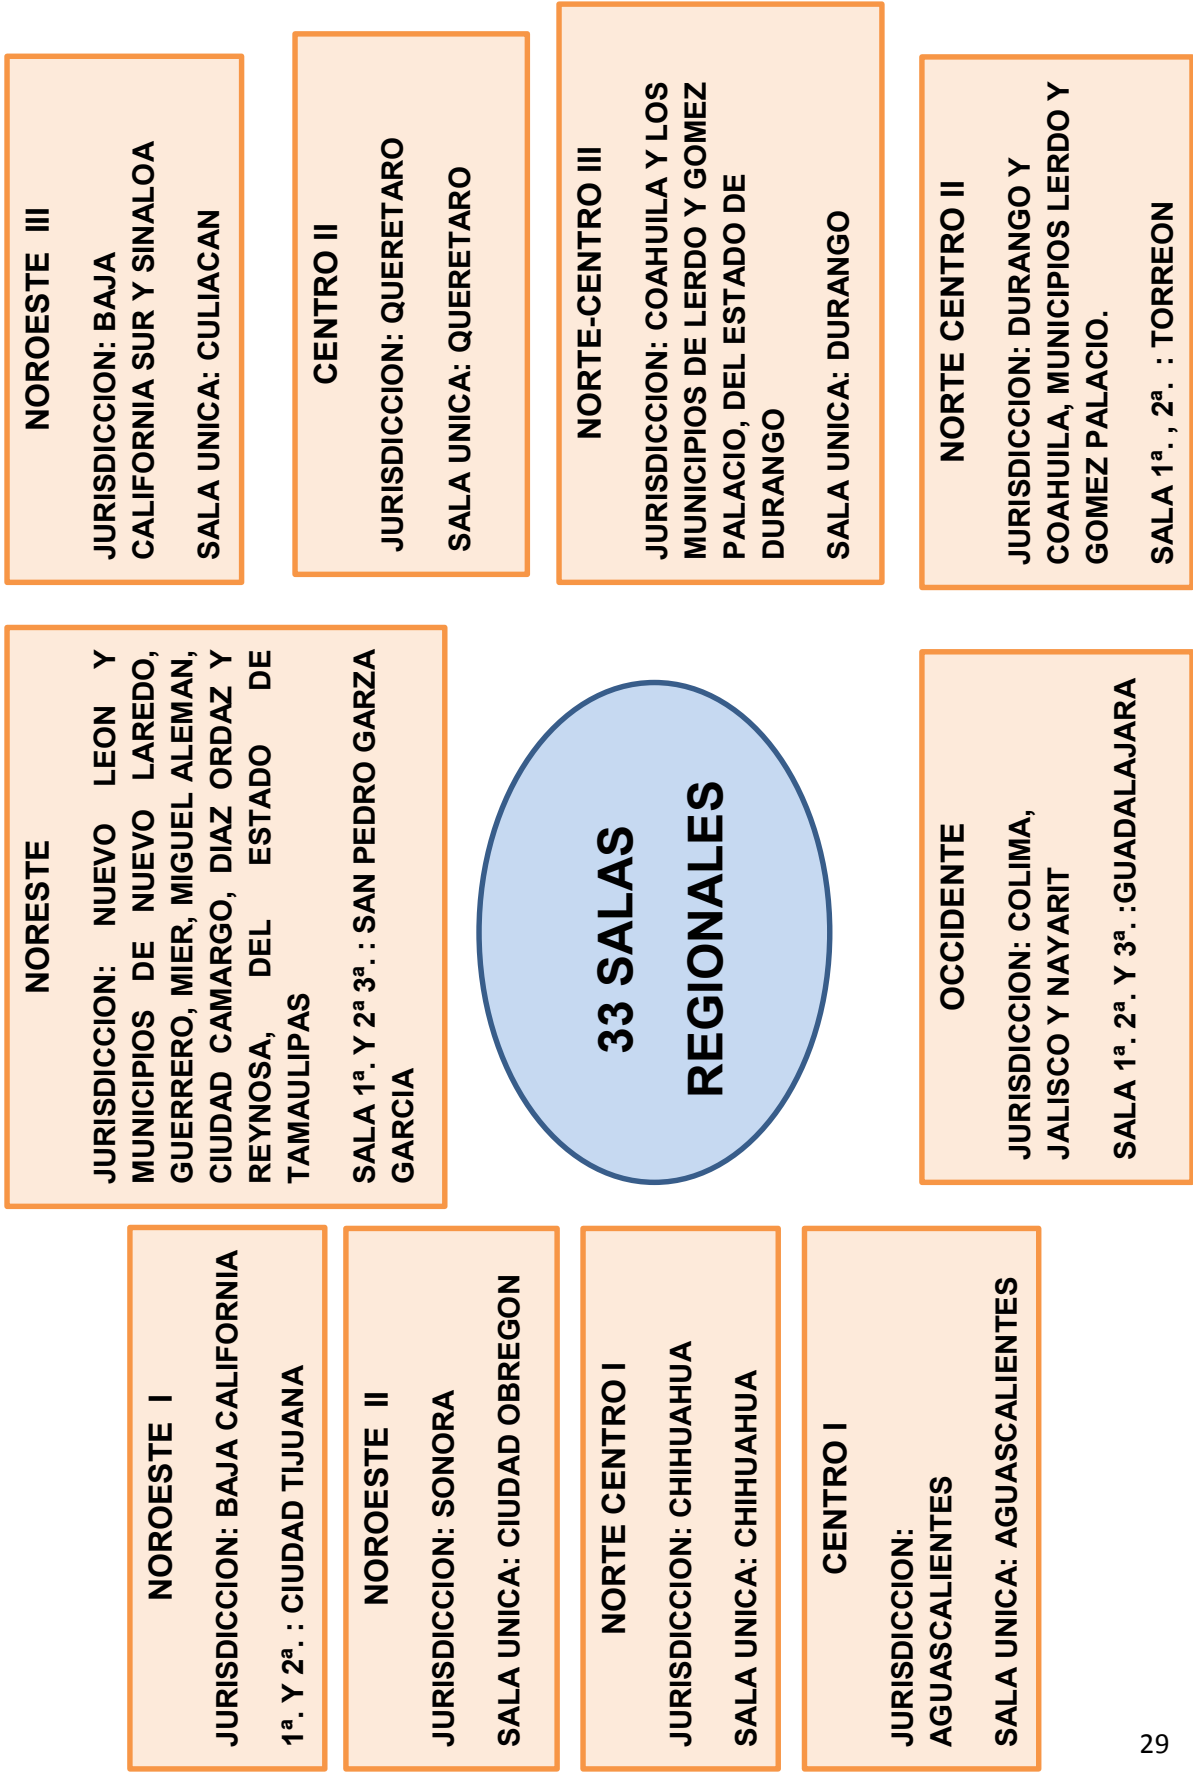 NOROESTE I
JURISDICCION: BAJA CALIFORNIA
1ª. Y 2ª. : CIUDAD TIJUANA
NOROESTE II
JURISDICCION: SONORA
SALA UNICA: CIUDAD OBREGON
NORTE CENTRO I
JURISDICCION: CHIHUAHUA
SALA UNICA: CHIHUAHUA
CENTRO I
JURISDICCION:
AGUASCALIENTES
SALA UNICA: AGUASCALIENTES
NORESTE
JURISDICCION: NUEVO LEON Y
MUNICIPIOS DE NUEVO LAREDO,
GUERRERO, MIER, MIGUEL ALEMAN,
CIUDAD CAMARGO, DIAZ ORDAZ Y
REYNOSA, DEL ESTADO DE
TAMAULIPAS
SALA 1ª. Y 2ª 3ª. : SAN PEDRO GARZA
GARCIA
33 SALAS
REGIONALES
OCCIDENTE
JURISDICCION: COLIMA,
JALISCO Y NAYARIT
SALA 1ª. 2ª. Y 3ª. :GUADALAJARA
NOROESTE III
JURISDICCION: BAJA
CALIFORNIA SUR Y SINALOA
SALA UNICA: CULIACAN
CENTRO II
JURISDICCION: QUERETARO
SALA UNICA: QUERETARO
NORTE-CENTRO III
JURISDICCION: COAHUILA Y LOS
MUNICIPIOS DE LERDO Y GOMEZ
PALACIO, DEL ESTADO DE
DURANGO
SALA UNICA: DURANGO
NORTE CENTRO II
JURISDICCION: DURANGO Y
COAHUILA, MUNICIPIOS LERDO Y
GOMEZ PALACIO.
SALA 1ª. , 2ª. : TORREON
29